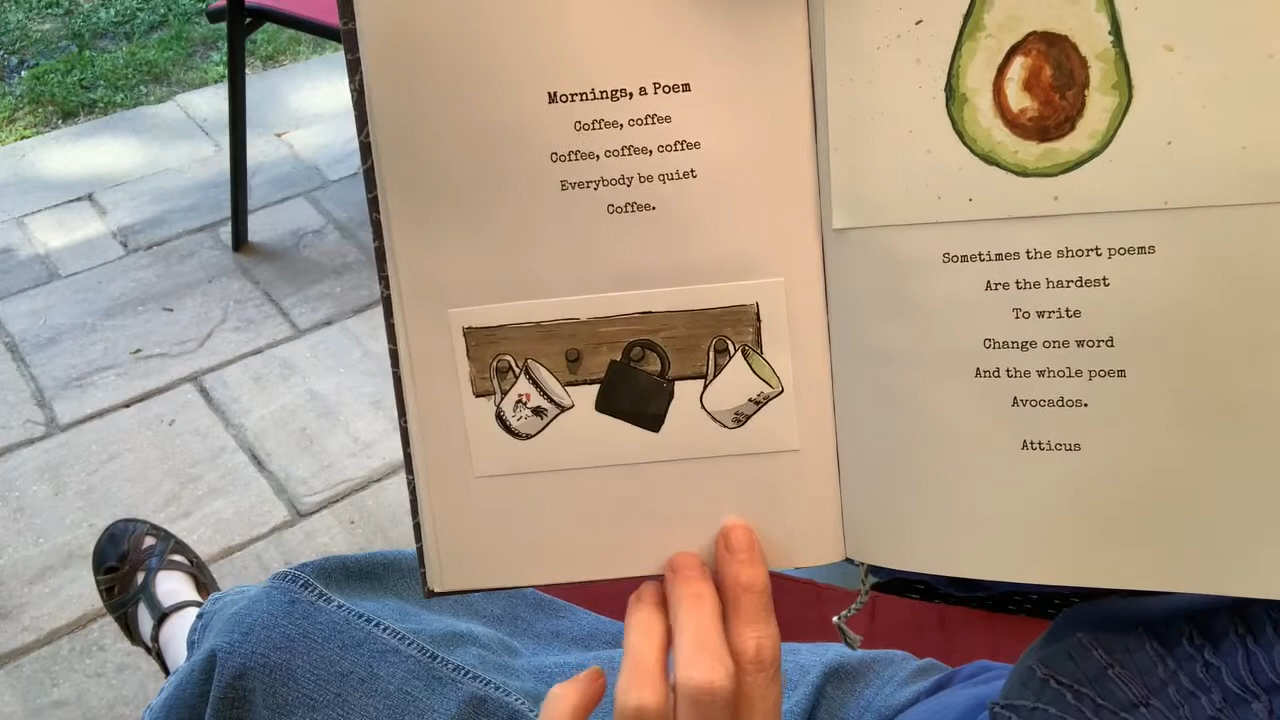 Mornings, a Poem
Coffee, coffee
Coffee, coffee, coffee
Everybody be quiet
Coffee.
Sometimes the short poems
Are the hardest
To write
Change one word
And the whole poem
Avocados.
Atticus